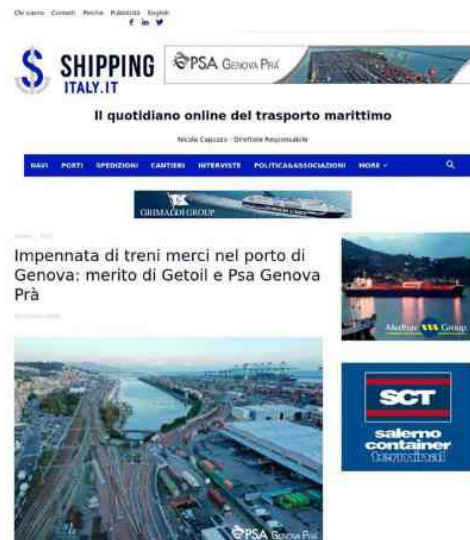 Chi siamo Contatti Perché Pubblicità English
SHIPPING
ITALY.IT
PSA GENOVA PRA'
Il quotidiano online del trasporto marittimo
Nicola Capuzzo - Direttore Responsabile
NAVI PORTI SPEDIZIONI CANTIERI INTERVISTE POLITICA&ASSOCIAZIONI MORE
GRIMALDI GROUP
Impennata di treni merci nel porto di
Genova: merito di Getoil e Psa Genova
Prà
Medtug Group
SCT
salerno
container
terminal
PSA GENOVA PRA'